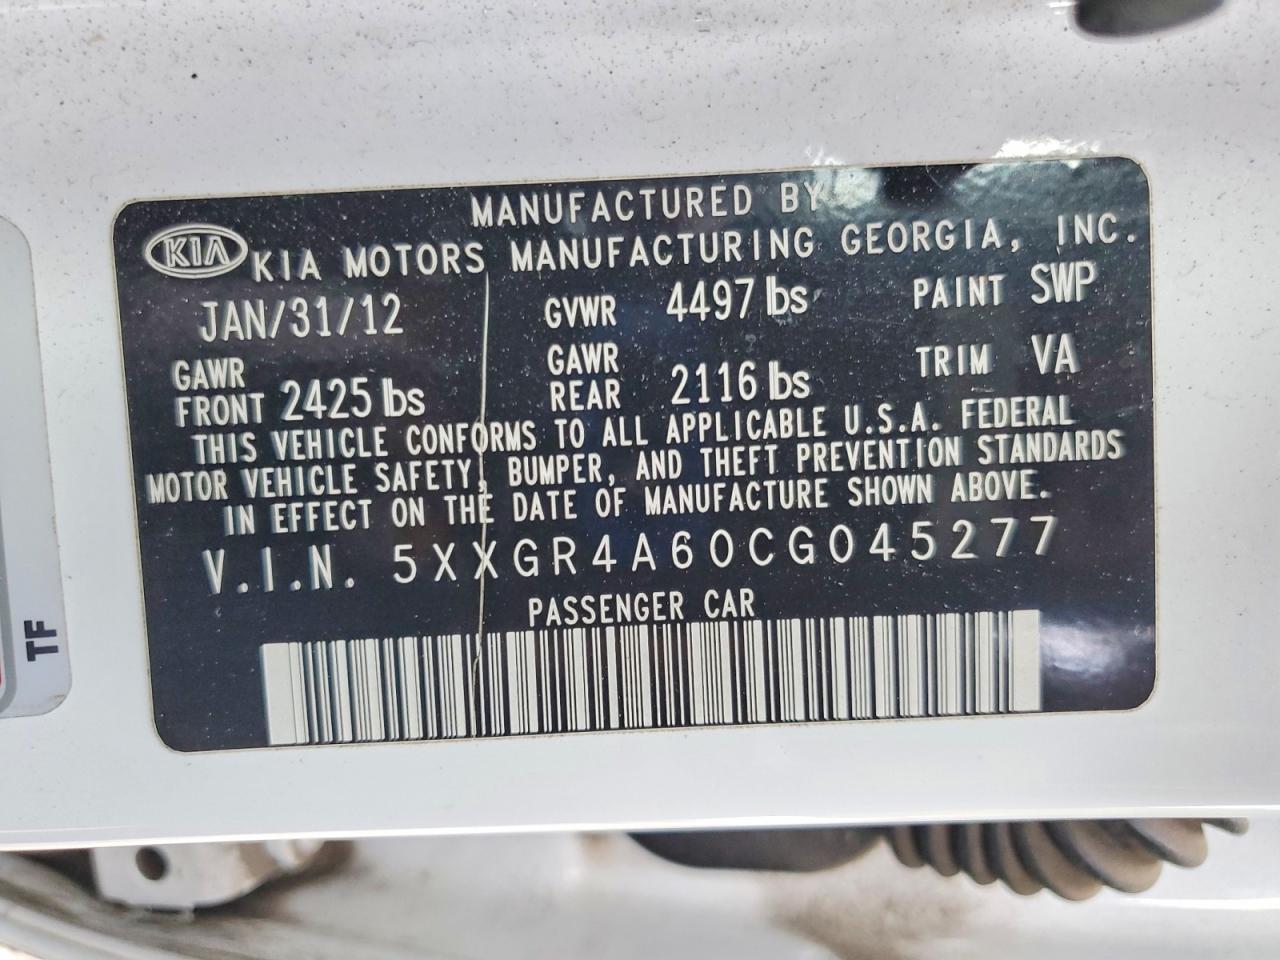 MANUFACTURED BY
KIA KIA MOTORS MANUFACTURING GEORGIA, INC.
JAN/31/12 GVWR 4497 lbs PAINT SWP
GAWR FRONT 2425 lbs GAWR REAR 2116 lbs TRIM VA
THIS VEHICLE CONFORMS TO ALL APPLICABLE U.S.A. FEDERAL
MOTOR VEHICLE SAFETY, BUMPER, AND THEFT PREVENTION STANDARDS
IN EFFECT ON THE DATE OF MANUFACTURE SHOWN ABOVE.
V.I.N. 5XXGR4A60CG045277
PASSENGER CAR
TF